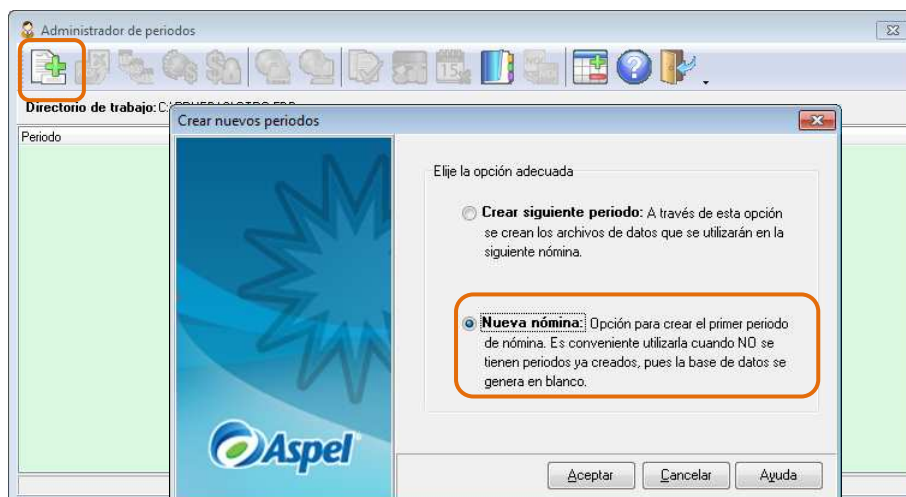 Administrador de periodos
Directorio de trabajo:
Periodo
Crear nuevos periodos
Elije la opción adecuada
Crear siguiente periodo: A través de esta opción
se crean los archivos de datos que se utilizarán en la
siguiente nómina.
Nueva nómina: Opción para crear el primer periodo
de nómina. Es conveniente utilizarla cuando NO se
tienen periodos ya creados, pues la base de datos se
genera en blanco.
Aspel
Aceptar Cancelar Ayuda